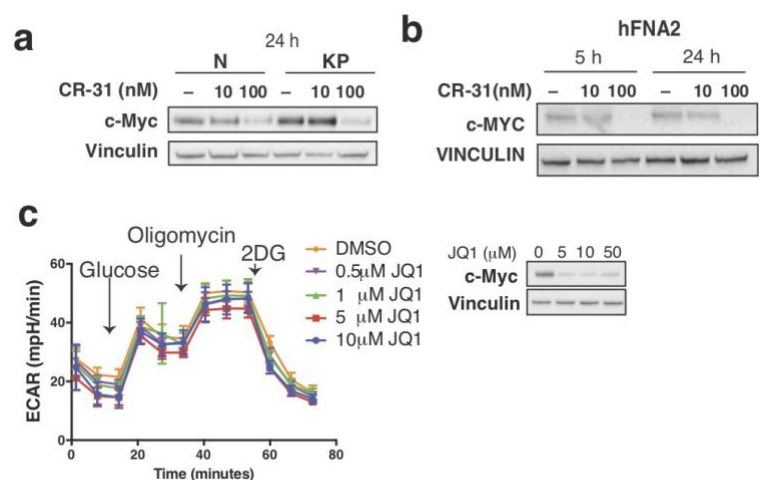 a
24 h
N KP
CR-31 (nM) – 10 100 – 10 100
c-Myc
Vinculin
b
hFNA2
5 h 24 h
CR-31(nM) – 10 100 – 10 100
c-MYC
VINCULIN
c
Oligomycin
Glucose
2DG
DMSO
0.5μM JQ1
1 μM JQ1
5 μM JQ1
10μM JQ1
60
40
20
0
ECAR (mpH/min)
0 20 40 60 80
Time (minutes)
JQ1 (μM) 0 5 10 50
c-Myc
Vinculin